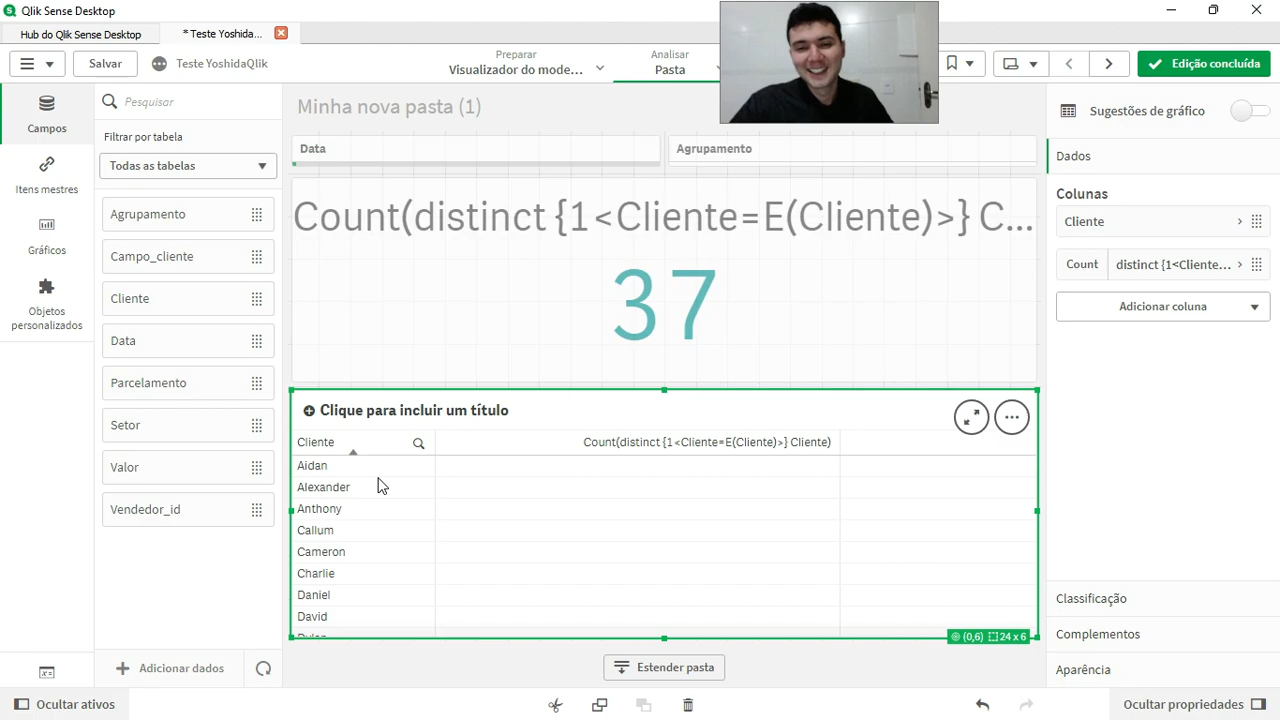 Qlik Sense Desktop
Hub do Qlik Sense Desktop
* Teste Yoshida...
Salvar
Teste YoshidaQlik
Preparar
Visualizador do mode...
Analisar
Pasta
Edição concluída
Campos
Itens mestres
Gráficos
Objetos
personalizados
Pesquisar
Filtrar por tabela
Todas as tabelas
Agrupamento
Campo_cliente
Cliente
Data
Parcelamento
Setor
Valor
Vendedor_id
Adicionar dados
Minha nova pasta (1)
Data
Agrupamento
Count(distinct {1<Cliente=E(Cliente)>} C...
37
Clique para incluir um título
Cliente
Count(distinct {1<Cliente=E(Cliente)>} Cliente)
Aidan
Alexander
Anthony
Callum
Cameron
Charlie
Daniel
David
(0,6) 24 x 6
Estender pasta
Sugestões de gráfico
Dados
Colunas
Cliente
Count distinct {1<Cliente...
Adicionar coluna
Classificação
Complementos
Aparência
Ocultar ativos
Ocultar propriedades